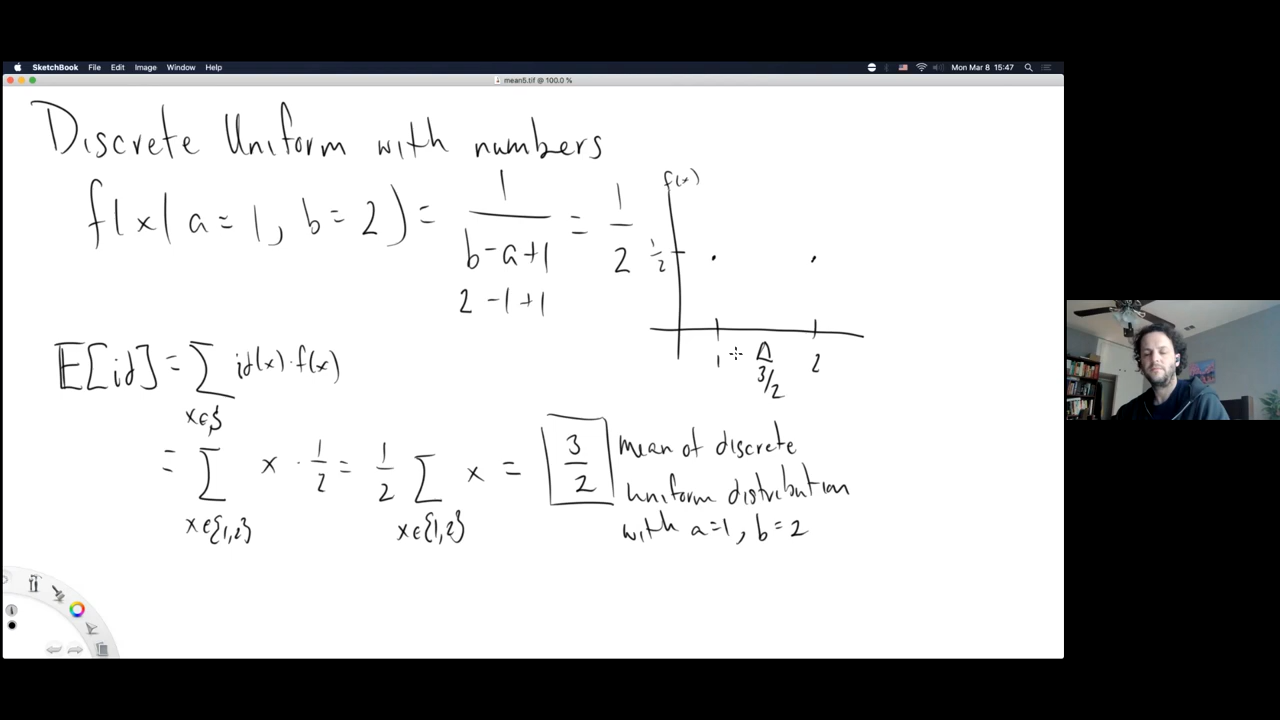 SketchBook File Edit Image Window Help Mon Mar 8 15:47
mean5.tif @ 100.0 %
Discrete Uniform with numbers
f(x| a=1, b=2) = 1/(b-a+1) = 1/2
2-1+1
f(x)
1/2
1 2
3/2
E[id] = ∑ id(x)·f(x)
x∈S
= ∑ x · 1/2 = 1/2 ∑ x = 3/2
x∈{1,2} x∈{1,2}
mean of discrete
uniform distribution
with a=1, b=2